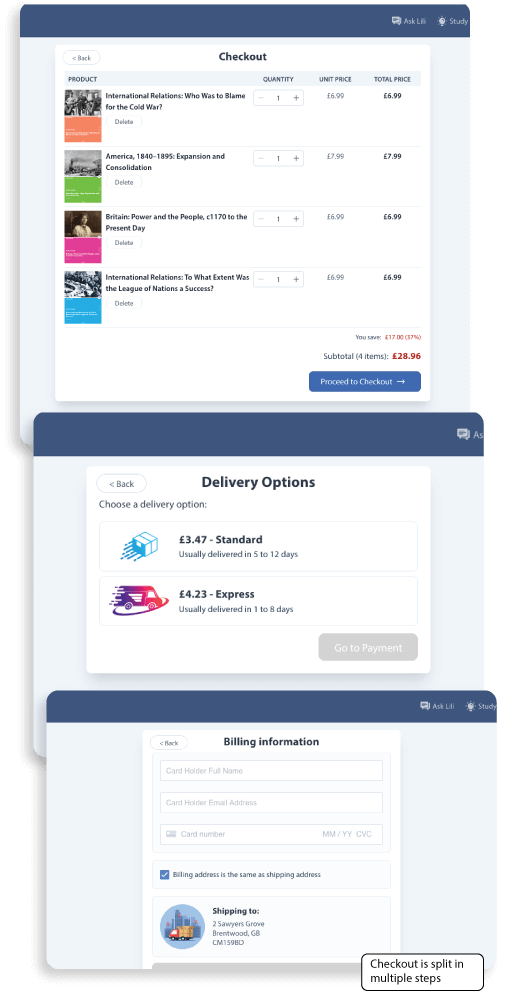 Ask Lili Study
< Back Checkout
PRODUCT QUANTITY UNIT PRICE TOTAL PRICE
International Relations: Who Was to Blame
for the Cold War?
− 1 + £6.99 £6.99
Delete
America, 1840–1895: Expansion and
Consolidation
− 1 + £7.99 £7.99
Delete
Britain: Power and the People, c1170 to the
Present Day
− 1 + £6.99 £6.99
Delete
International Relations: To What Extent Was
the League of Nations a Success?
− 1 + £6.99 £6.99
Delete
You save: £17.00 (37%)
Subtotal (4 items): £28.96
Proceed to Checkout →
As
< Back Delivery Options
Choose a delivery option:
£3.47 - Standard
Usually delivered in 5 to 12 days
£4.23 - Express
Usually delivered in 1 to 8 days
Go to Payment
Ask Lili Study
< Back Billing information
Card Holder Full Name
Card Holder Email Address
Card number MM / YY CVC
Billing address is the same as shipping address
Shipping to:
2 Sawyers Grove
Brentwood, GB
CM159BD
Checkout is split in
multiple steps